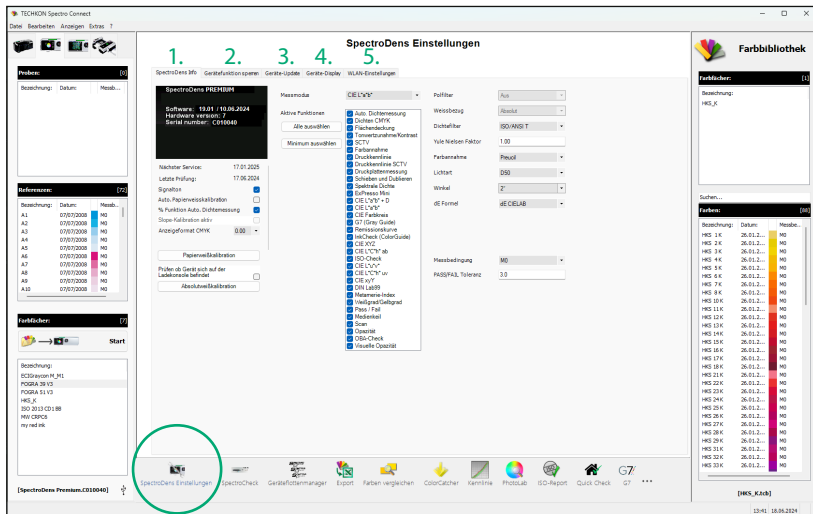 TECHKON Spectro Connect
Datei Bearbeiten Anzeigen Extras ?
Proben: [0]
Bezeichnung: Datum: Messb...
Referenzen: [72]
Bezeichnung: Datum: Messb...
A1 07/07/2008 M0
A2 07/07/2008 M0
A3 07/07/2008 M0
A4 07/07/2008 M0
A5 07/07/2008 M0
A6 07/07/2008 M0
A7 07/07/2008 M0
A8 07/07/2008 M0
A9 07/07/2008 M0
A10 07/07/2008 M0
Farbfächer: [7]
Start
Bezeichnung:
ECIGraycon M_M1
FOGRA 39 V3
FOGRA 51 V3
HKS_K
ISO 2013 CD1 BB
MW CRPC6
my red ink
[SpectroDens Premium.C010040]
SpectroDens Einstellungen
1. 2. 3. 4. 5.
SpectroDens Info Gerätefunktion sperren Geräte-Update Geräte-Display WLAN-Einstellungen
SpectroDens PREMIUM
Software: 19.01 / 10.06.2024
Hardware version: 7
Serial number: C010040
Nächster Service: 17.01.2025
Letzte Prüfung: 17.06.2024
Signalton
Auto. Papierweisskalibration
% Funktion Auto. Dichtemessung
Slope-Kalibration aktiv
Anzeigeformat CMYK 0.00
Papierweißkalibration
Prüfen ob Gerät sich auf der
Ladekonsole befindet
Absolutweißkalibration
Messmodus CIE L*a*b*
Aktive Funktionen
Alle auswählen
Minimum auswählen
Auto. Dichtemessung
Dichten CMYK
Flächendeckung
Tonwertzunahme/Kontrast
SCTV
Farbannahme
Druckkennlinie
Druckkennlinie SCTV
Druckplattenmessung
Schieben und Dublieren
Spektrale Dichte
ExPresso Mini
CIE L*a*b* + D
CIE L*a*b*
CIE Farbkreis
G7 (Gray Guide)
Remissionskurve
InkCheck (ColorGuide)
CIE XYZ
CIE L*C*h* ab
ISO-Check
CIE L*u*v*
CIE L*C*h* uv
CIE xyY
DIN Lab99
Metamerie-Index
Weißgrad/Gelbgrad
Pass / Fail
Medienkeil
Scan
Opazität
OBA-Check
Visuelle Opazität
Polfilter Aus
Weissbezug Absolut
Dichtefilter ISO/ANSI T
Yule Nielsen Faktor 1.00
Farbannahme Preucil
Lichtart D50
Winkel 2°
dE Formel dE CIELAB
Messbedingung M0
PASS/FAIL Toleranz 3.0
SpectroDens Einstellungen SpectroCheck Geräteflottenmanager Export Farben vergleichen ColorCatcher Kennlinie PhotoLab ISO-Report Quick Check G7 ...
G7
Farbbibliothek
Farbfächer: [1]
Bezeichnung:
HKS_K
Suchen...
Farben: [88]
Bezeichnung: Datum: Messbe...
HKS 1 K 26.01.2... M0
HKS 2 K 26.01.2... M0
HKS 3 K 26.01.2... M0
HKS 4 K 26.01.2... M0
HKS 5 K 26.01.2... M0
HKS 6 K 26.01.2... M0
HKS 7 K 26.01.2... M0
HKS 8 K 26.01.2... M0
HKS 10 K 26.01.2... M0
HKS 11 K 26.01.2... M0
HKS 12 K 26.01.2... M0
HKS 13 K 26.01.2... M0
HKS 14 K 26.01.2... M0
HKS 15 K 26.01.2... M0
HKS 16 K 26.01.2... M0
HKS 17 K 26.01.2... M0
HKS 18 K 26.01.2... M0
HKS 21 K 26.01.2... M0
HKS 22 K 26.01.2... M0
HKS 23 K 26.01.2... M0
HKS 24 K 26.01.2... M0
HKS 25 K 26.01.2... M0
HKS 26 K 26.01.2... M0
HKS 27 K 26.01.2... M0
HKS 28 K 26.01.2... M0
HKS 29 K 26.01.2... M0
HKS 31 K 26.01.2... M0
HKS 32 K 26.01.2... M0
HKS 33 K 26.01.2... M0
[HKS_K.tcb]
13:41 18.06.2024